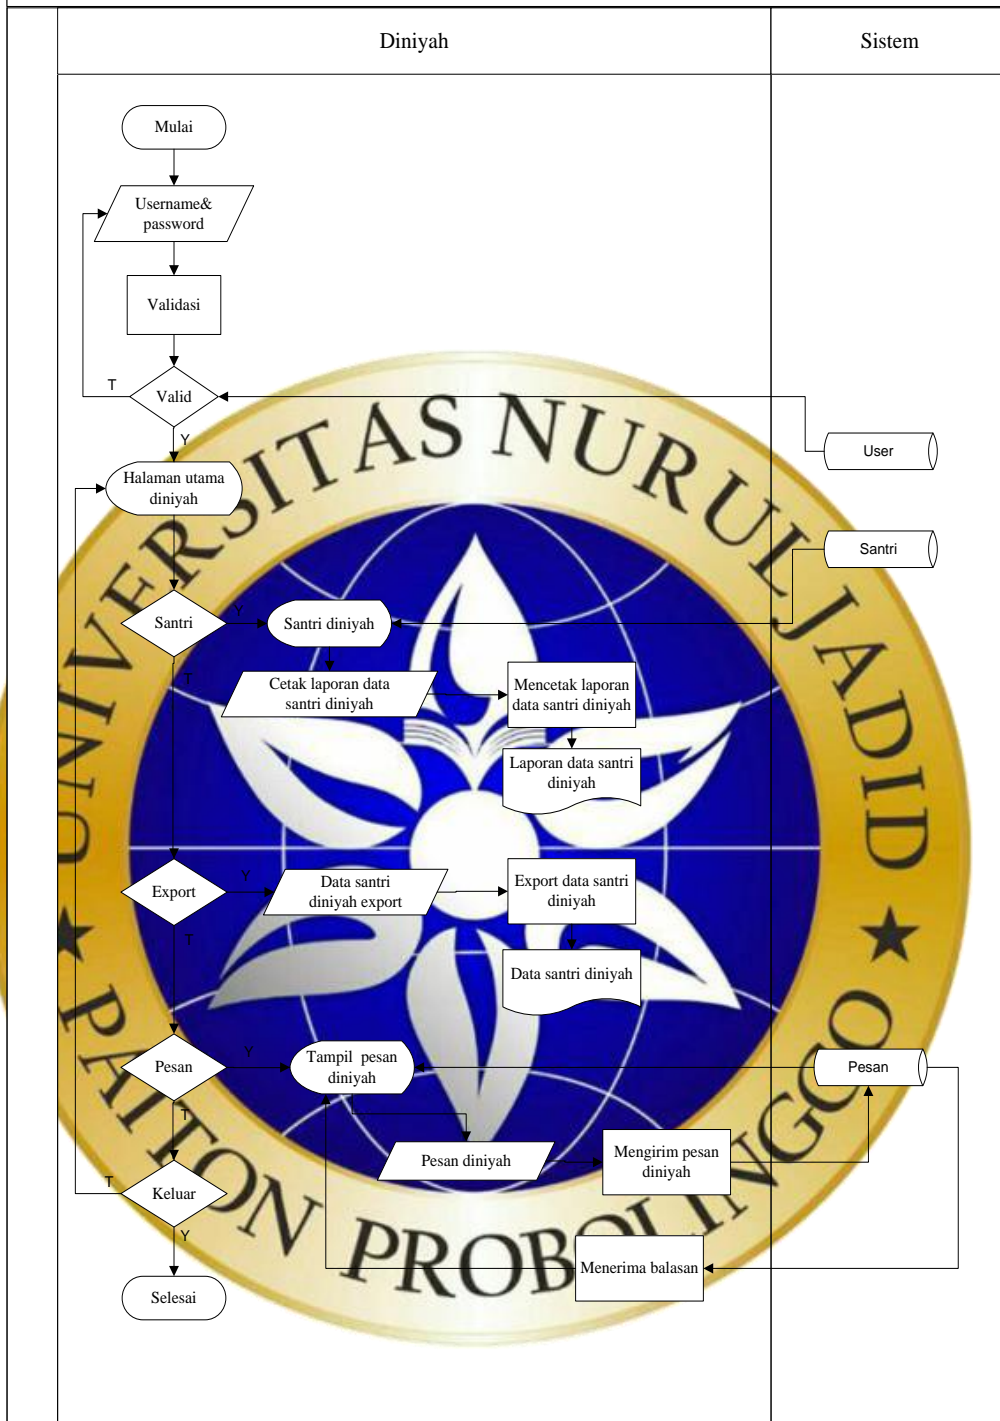 Diniyah
Sistem
Mulai
Username&
password
Validasi
T
Valid
Y
User
Halaman utama
diniyah
Santri
Santri
Y
Santri diniyah
T
Cetak laporan data
santri diniyah
Mencetak laporan
data santri diniyah
Laporan data santri
diniyah
Export
Y
Data santri
diniyah export
Export data santri
diniyah
T
Data santri diniyah
Pesan
Y
Tampil pesan
diniyah
Pesan
T
Pesan diniyah
Mengirim pesan
diniyah
T
Keluar
Y
Menerima balasan
Selesai
UNIVERSITAS NURUL JADID
PAITON PROBOLINGGO